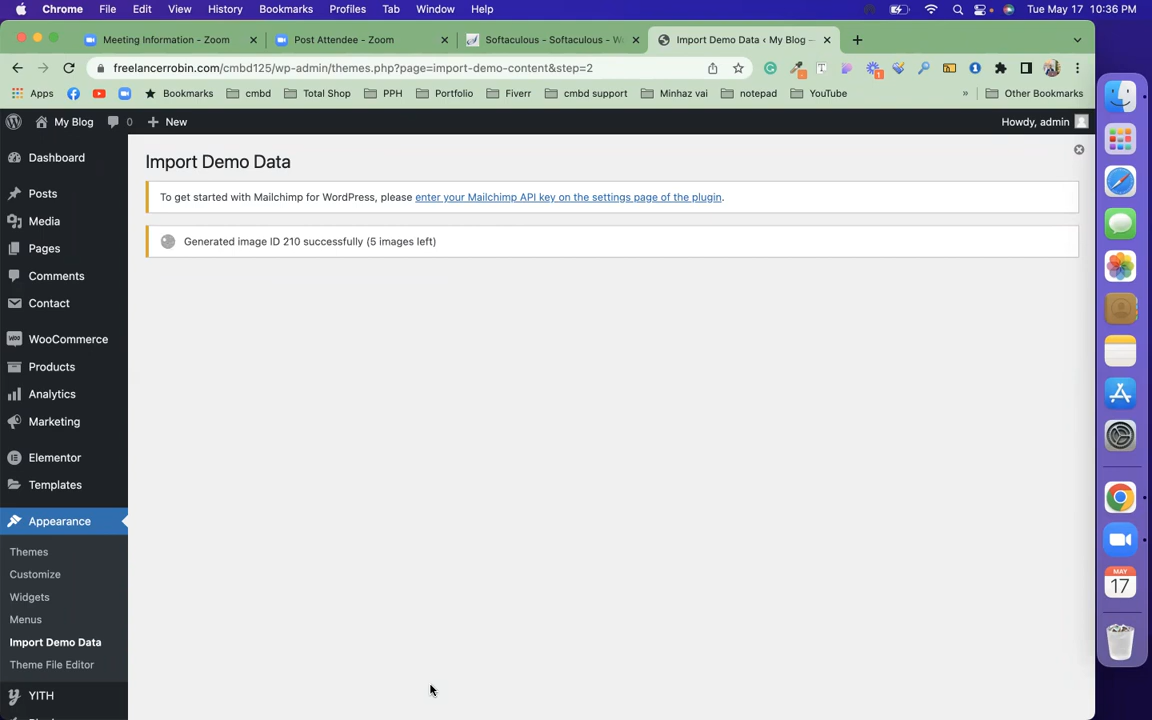 Chrome File Edit View History Bookmarks Profiles Tab Window Help Tue May 17 10:36 PM
Meeting Information - Zoom Post Attendee - Zoom Softaculous - Softaculous - W Import Demo Data ‹ My Blog —
freelancerrobin.com/cmbd125/wp-admin/themes.php?page=import-demo-content&step=2
Apps Bookmarks cmbd Total Shop PPH Portfolio Fiverr cmbd support Minhaz vai notepad YouTube » Other Bookmarks
My Blog 0 New Howdy, admin
Dashboard
Posts
Media
Pages
Comments
Contact
WooCommerce
Products
Analytics
Marketing
Elementor
Templates
Appearance
Themes
Customize
Widgets
Menus
Import Demo Data
Theme File Editor
YITH
Import Demo Data
To get started with Mailchimp for WordPress, please enter your Mailchimp API key on the settings page of the plugin.
Generated image ID 210 successfully (5 images left)
MAY
17